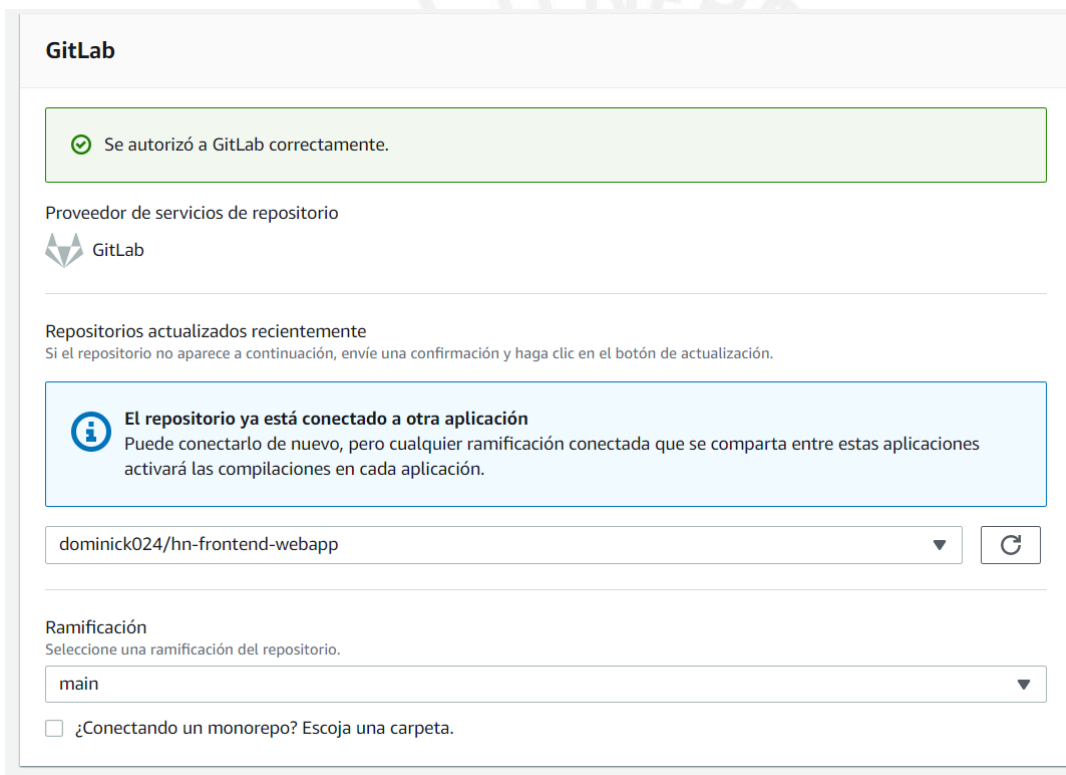 GitLab
Se autorizó a GitLab correctamente.
Proveedor de servicios de repositorio
GitLab
Repositorios actualizados recientemente
Si el repositorio no aparece a continuación, envíe una confirmación y haga clic en el botón de actualización.
El repositorio ya está conectado a otra aplicación
Puede conectarlo de nuevo, pero cualquier ramificación conectada que se comparta entre estas aplicaciones
activará las compilaciones en cada aplicación.
dominick024/hn-frontend-webapp
Ramificación
Seleccione una ramificación del repositorio.
main
¿Conectando un monorepo? Escoja una carpeta.